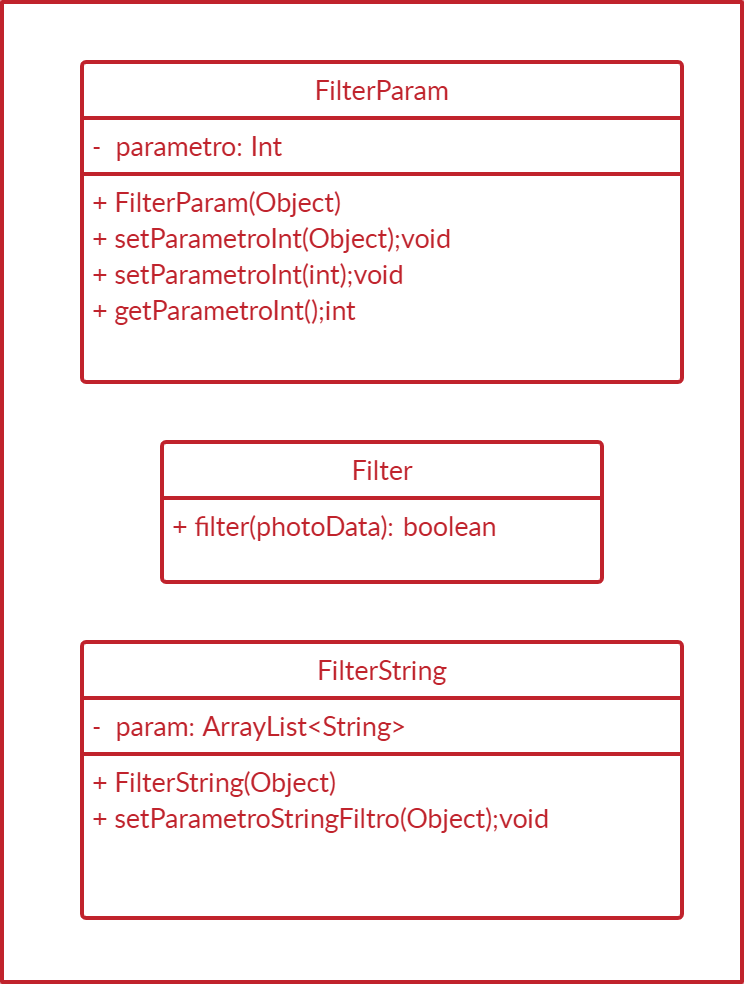 FilterParam
- parametro: Int
+ FilterParam(Object)
+ setParametroInt(Object);void
+ setParametroInt(int);void
+ getParametroInt();int
Filter
+ filter(photoData): boolean
FilterString
- param: ArrayList<String>
+ FilterString(Object)
+ setParametroStringFiltro(Object);void